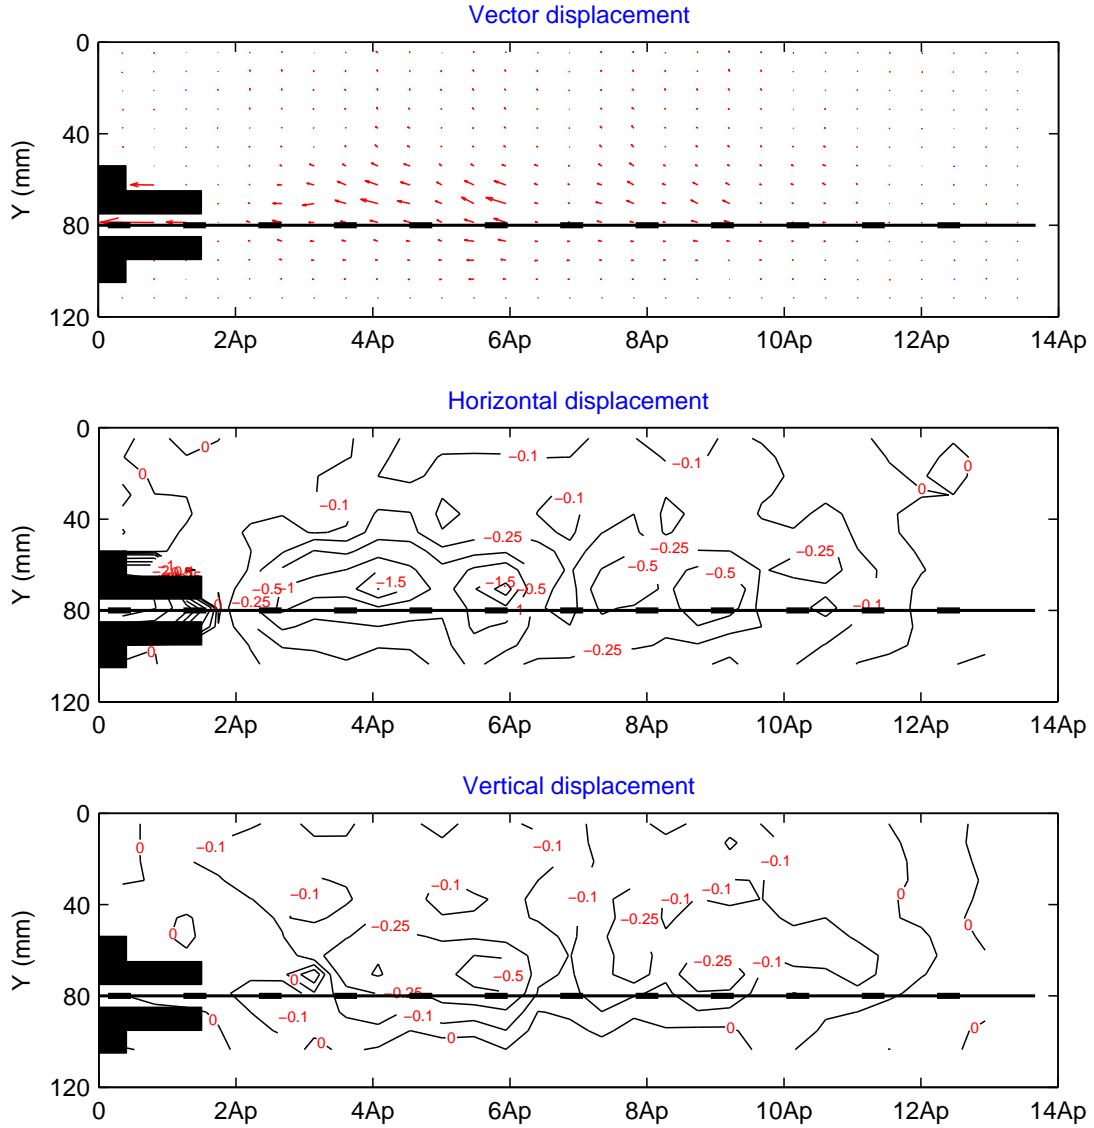 Vector displacement
0
40
80
120
Y (mm)
0 2Ap 4Ap 6Ap 8Ap 10Ap 12Ap 14Ap
Horizontal displacement
0
40
80
120
Y (mm)
0 0 −0.1 −0.1 0 0
−0.1 −0.1
−0.25 −0.25 −0.25
−0.5 −1 −1.5 −1.5 −0.5 −0.5 −0.5
0 −0.25 1 −0.1
0 −0.25
0 2Ap 4Ap 6Ap 8Ap 10Ap 12Ap 14Ap
Vertical displacement
0
40
80
120
Y (mm)
0 −0.1 −0.1 −0.1
−0.1 −0.1 −0.1 −0.1 0
0 −0.25 −0.25 0
0 −0.5 −0.25 −0.1
−0.25
0 −0.1 −0.1 0
0 0
0 2Ap 4Ap 6Ap 8Ap 10Ap 12Ap 14Ap